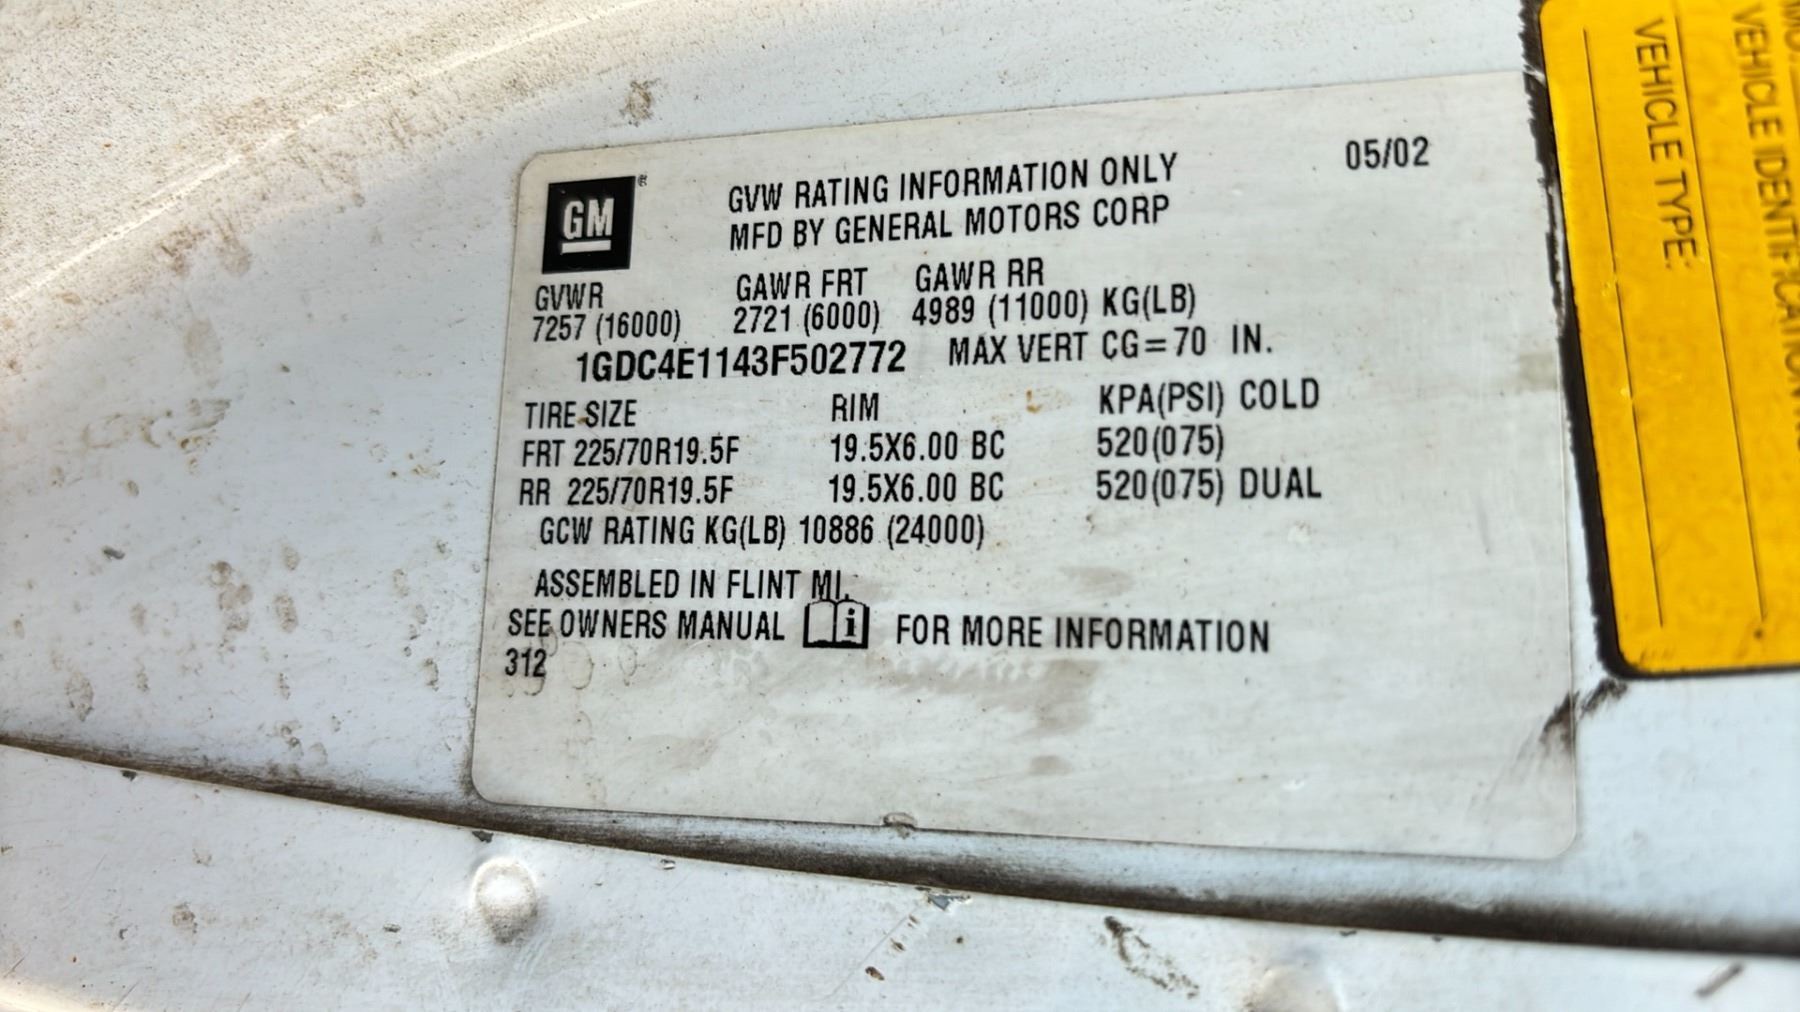 GM®
GVW RATING INFORMATION ONLY
05/02
MFD BY GENERAL MOTORS CORP
GVWR GAWR FRT GAWR RR
7257 (16000) 2721 (6000) 4989 (11000) KG(LB)
1GDC4E1143F502772 MAX VERT CG=70 IN.
TIRE SIZE RIM KPA(PSI) COLD
FRT 225/70R19.5F 19.5X6.00 BC 520(075)
RR 225/70R19.5F 19.5X6.00 BC 520(075) DUAL
GCW RATING KG(LB) 10886 (24000)
ASSEMBLED IN FLINT MI.
SEE OWNERS MANUAL i FOR MORE INFORMATION
312
VEHICLE IDENTIFICATION
VEHICLE TYPE: